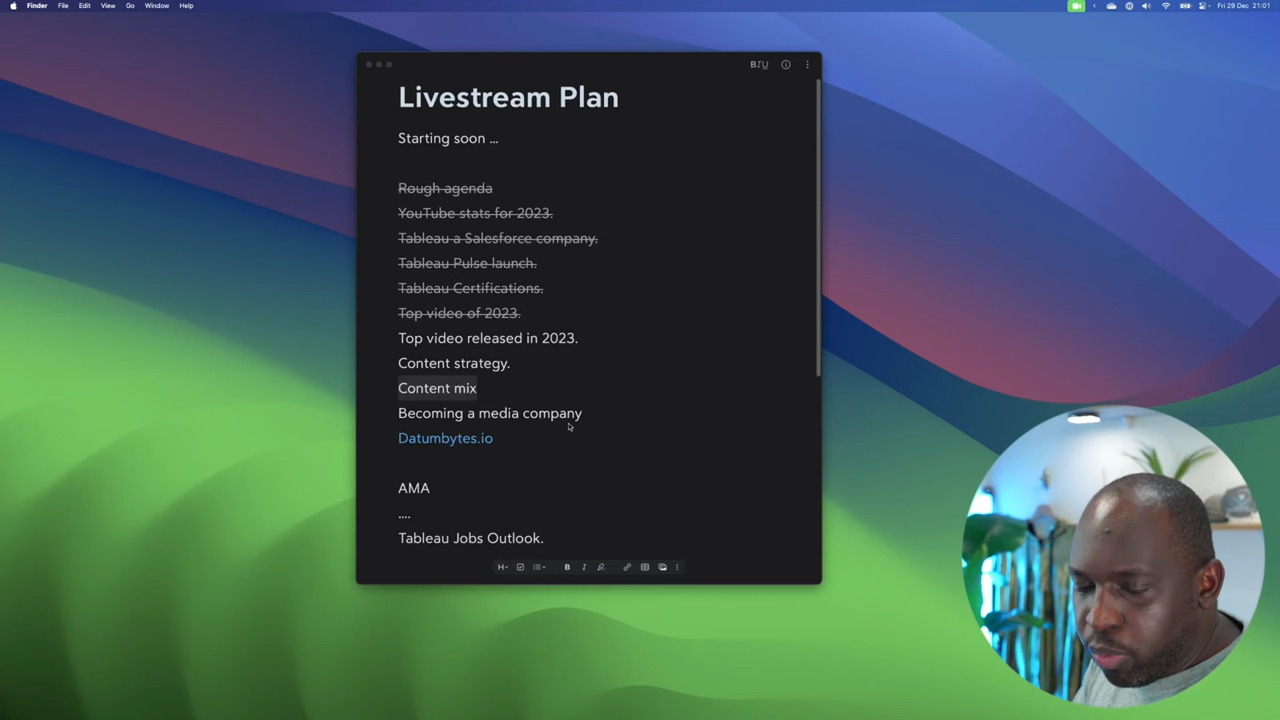 Finder File Edit View Go Window Help
Fri 29 Dec 21:01
BIU
Livestream Plan
Starting soon ...
Rough agenda
YouTube stats for 2023.
Tableau a Salesforce company.
Tableau Pulse launch.
Tableau Certifications.
Top video of 2023.
Top video released in 2023.
Content strategy.
Content mix
Becoming a media company
Datumbytes.io
AMA
....
Tableau Jobs Outlook.
H B I